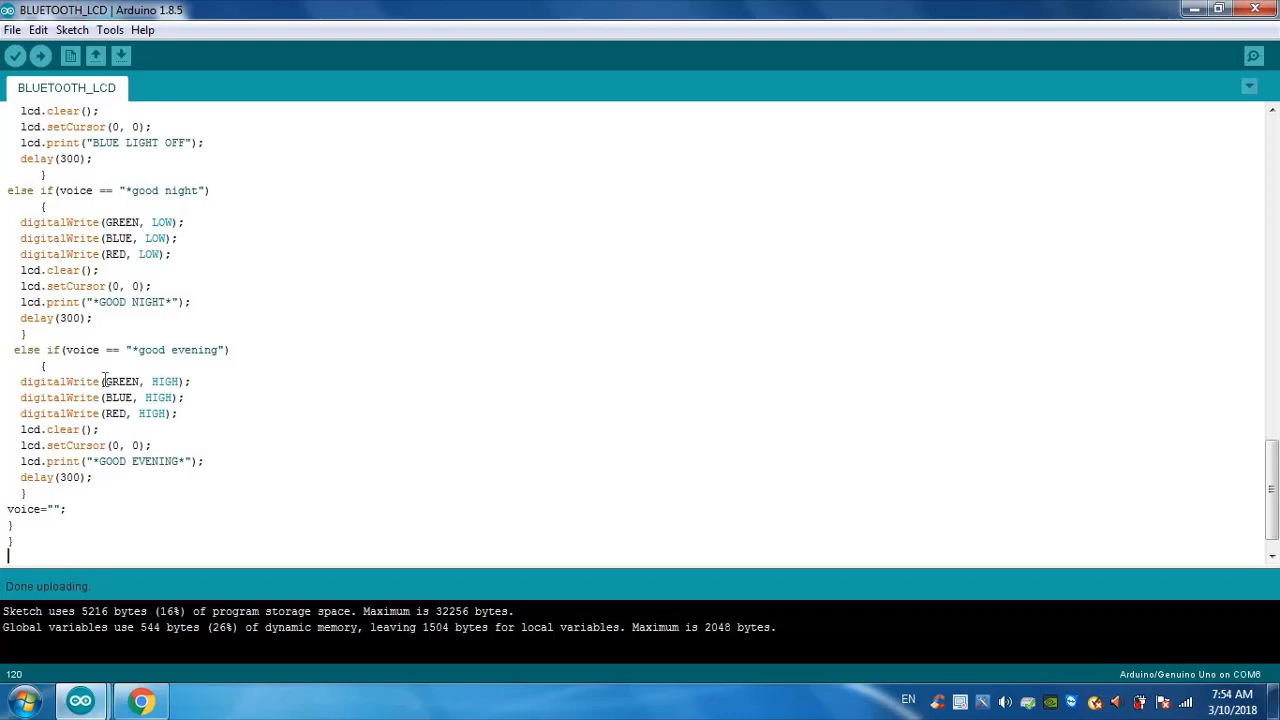 BLUETOOTH_LCD | Arduino 1.8.5
File Edit Sketch Tools Help
BLUETOOTH_LCD
lcd.clear();
lcd.setCursor(0, 0);
lcd.print("BLUE LIGHT OFF");
delay(300);
}
else if(voice == "*good night")
{
digitalWrite(GREEN, LOW);
digitalWrite(BLUE, LOW);
digitalWrite(RED, LOW);
lcd.clear();
lcd.setCursor(0, 0);
lcd.print("*GOOD NIGHT*");
delay(300);
}
else if(voice == "*good evening")
{
digitalWrite(GREEN, HIGH);
digitalWrite(BLUE, HIGH);
digitalWrite(RED, HIGH);
lcd.clear();
lcd.setCursor(0, 0);
lcd.print("*GOOD EVENING*");
delay(300);
}
voice="";
}
}
Done uploading.
Sketch uses 5216 bytes (16%) of program storage space. Maximum is 32256 bytes.
Global variables use 544 bytes (26%) of dynamic memory, leaving 1504 bytes for local variables. Maximum is 2048 bytes.
120 Arduino/Genuino Uno on COM6
EN 7:54 AM
3/10/2018